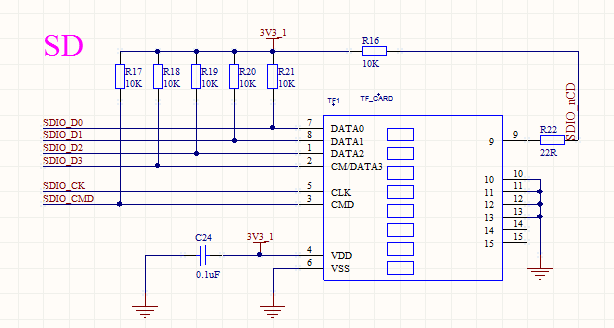 SD
3V3_1
R16
10K
R17
10K
R18
10K
R19
10K
R20
10K
R21
10K
TF1
TF_CARD
SDIO_nCD
SDIO_D0
7
DATA0
SDIO_D1
8
DATA1
SDIO_D2
1
DATA2
SDIO_D3
2
CM/DATA3
SDIO_CK
5
CLK
SDIO_CMD
3
CMD
9
9
R22
22R
10
10
11
11
12
12
13
13
14
14
15
15
C24
0.1uF
3V3_1
4
VDD
6
VSS